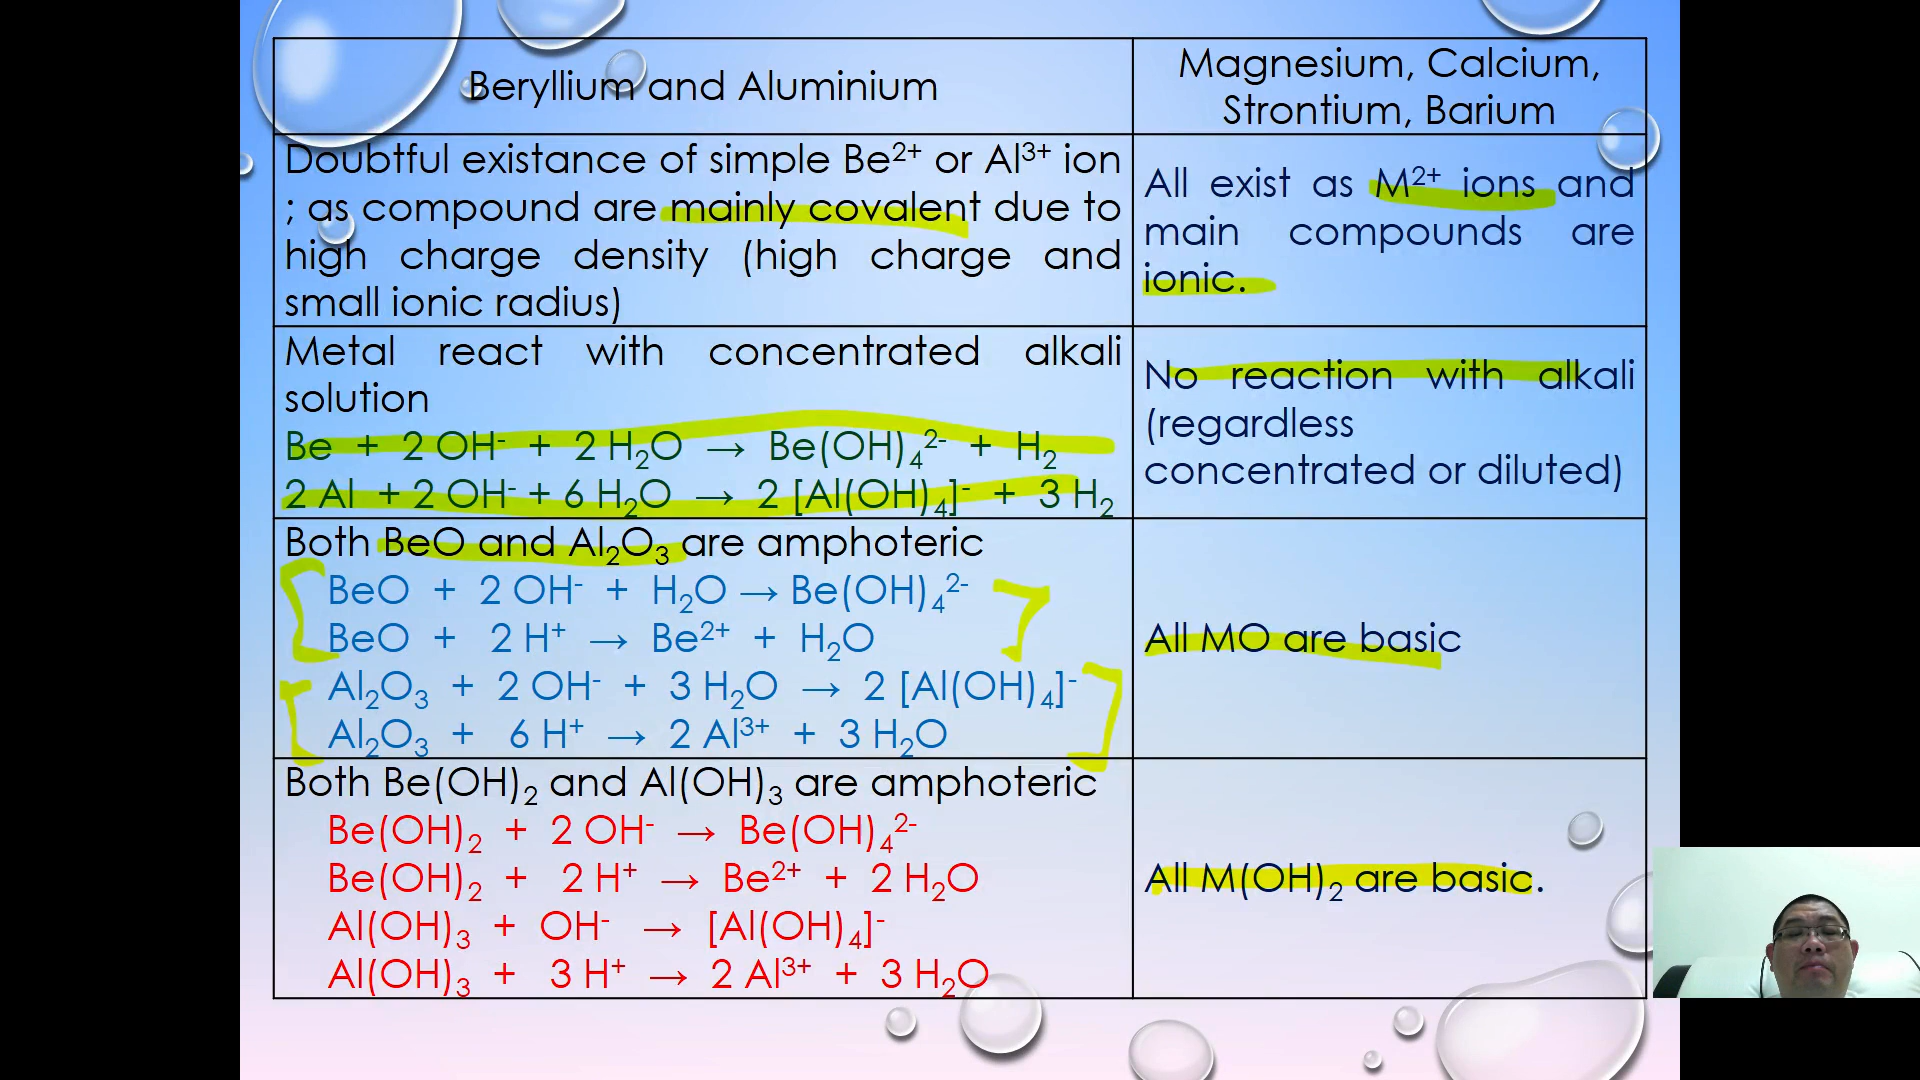 Beryllium and Aluminium
Magnesium, Calcium,
Strontium, Barium
Doubtful existance of simple Be²⁺ or Al³⁺ ion
; as compound are mainly covalent due to
high charge density (high charge and
small ionic radius)
All exist as M²⁺ ions and
main compounds are
ionic.
Metal react with concentrated alkali
solution
Be + 2 OH⁻ + 2 H₂O → Be(OH)₄²⁻ + H₂
2 Al + 2 OH⁻ + 6 H₂O → 2 [Al(OH)₄]⁻ + 3 H₂
No reaction with alkali
(regardless
concentrated or diluted)
Both BeO and Al₂O₃ are amphoteric
BeO + 2 OH⁻ + H₂O → Be(OH)₄²⁻
BeO + 2 H⁺ → Be²⁺ + H₂O
Al₂O₃ + 2 OH⁻ + 3 H₂O → 2 [Al(OH)₄]⁻
Al₂O₃ + 6 H⁺ → 2 Al³⁺ + 3 H₂O
All MO are basic
Both Be(OH)₂ and Al(OH)₃ are amphoteric
Be(OH)₂ + 2 OH⁻ → Be(OH)₄²⁻
Be(OH)₂ + 2 H⁺ → Be²⁺ + 2 H₂O
Al(OH)₃ + OH⁻ → [Al(OH)₄]⁻
Al(OH)₃ + 3 H⁺ → 2 Al³⁺ + 3 H₂O
All M(OH)₂ are basic.